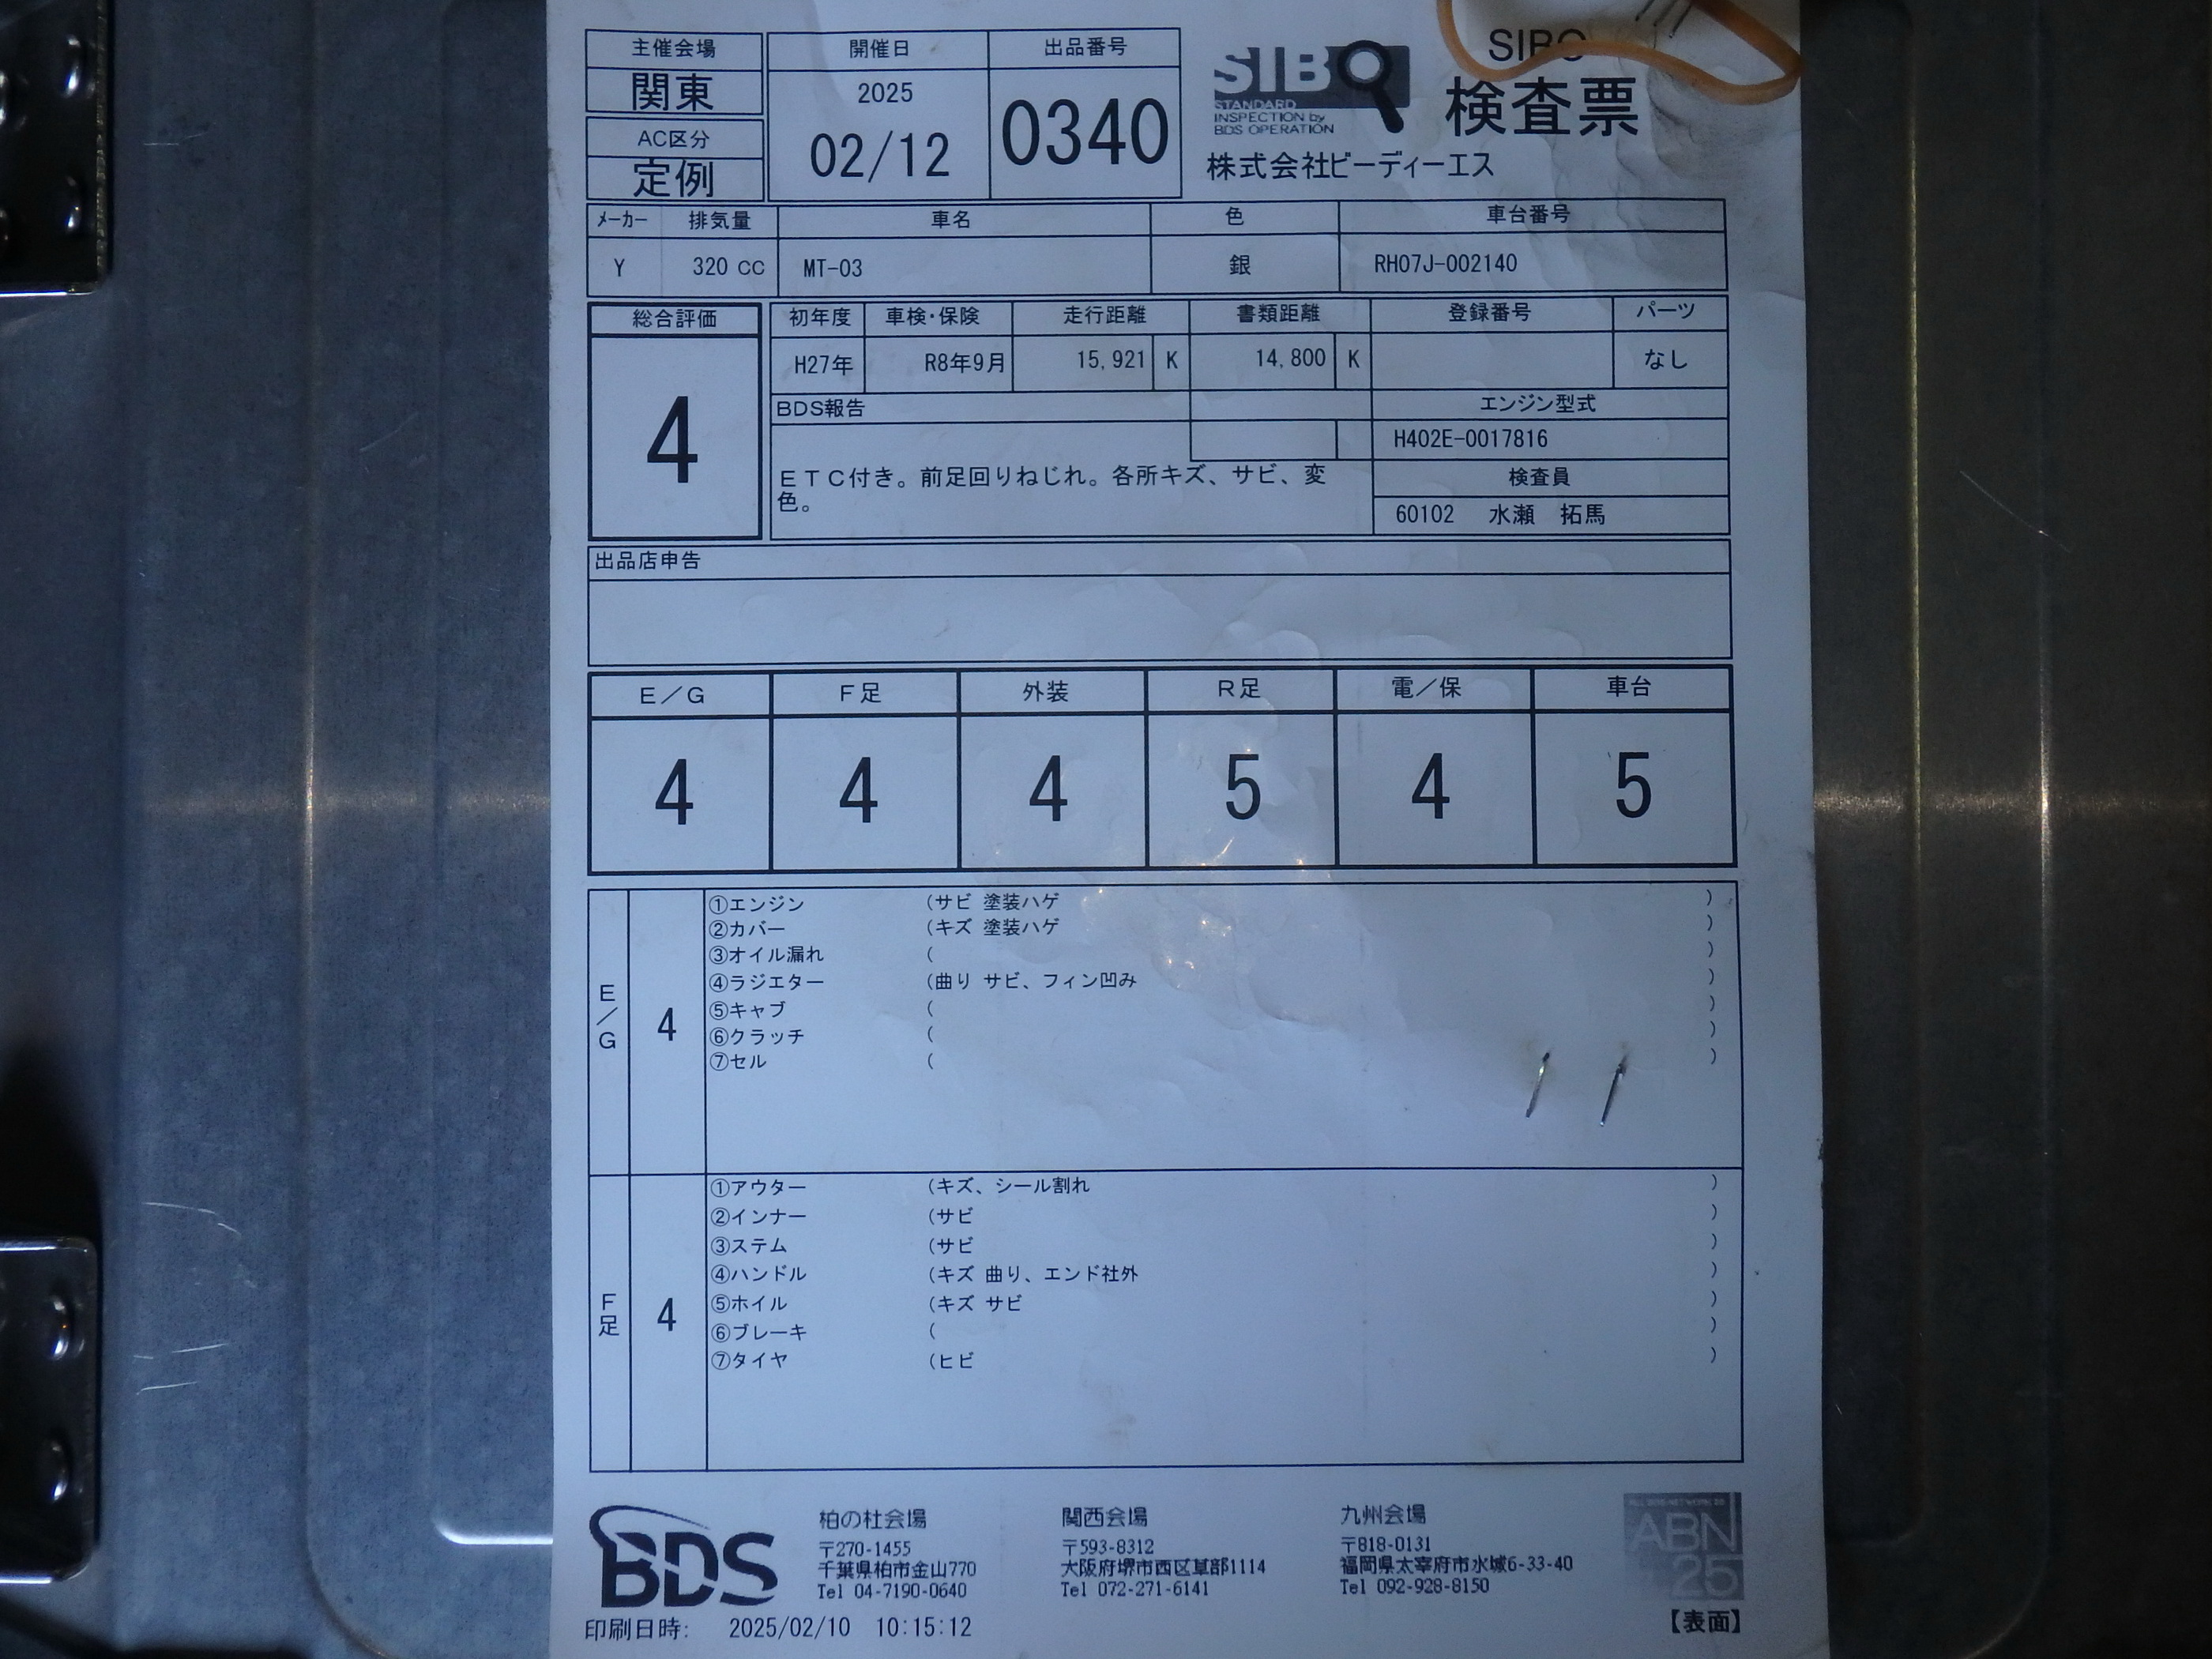 主催会場 開催日 出品番号
関東 2025 02/12 0340
AC区分
定例
SIB
STANDARD
INSPECTION by
BDS OPERATION
検査票
株式会社ビーディーエス
メーカー 排気量 車名 色 車台番号
Y 320 CC MT-03 銀 RH07J-002140
総合評価 初年度 車検・保険 走行距離 書類距離 登録番号 パーツ
4 H27年 R8年9月 15,921 K 14,800 K なし
BDS報告 エンジン型式
H402E-0017816
ETC付き。前足回りねじれ。各所キズ、サビ、変
色。
検査員
60102 水瀬 拓馬
出品店申告
E/G F足 外装 R足 電/保 車台
4 4 4 5 4 5
E/G 4
①エンジン (サビ 塗装ハゲ )
②カバー (キズ 塗装ハゲ )
③オイル漏れ ( )
④ラジエター (曲り サビ、フィン凹み )
⑤キャブ ( )
⑥クラッチ ( )
⑦セル ( )
F足 4
①アウター (キズ、シール割れ )
②インナー (サビ )
③ステム (サビ )
④ハンドル (キズ 曲り、エンド社外 )
⑤ホイル (キズ サビ )
⑥ブレーキ ( )
⑦タイヤ (ヒビ )
BDS
柏の杜会場
〒270-1455
千葉県柏市金山770
Tel 04-7190-0640
関西会場
〒593-8312
大阪府堺市西区草部1114
Tel 072-271-6141
九州会場
〒818-0131
福岡県太宰府市水城6-33-40
Tel 092-928-8150
ABN
25
印刷日時: 2025/02/10 10:15:12
【表面】